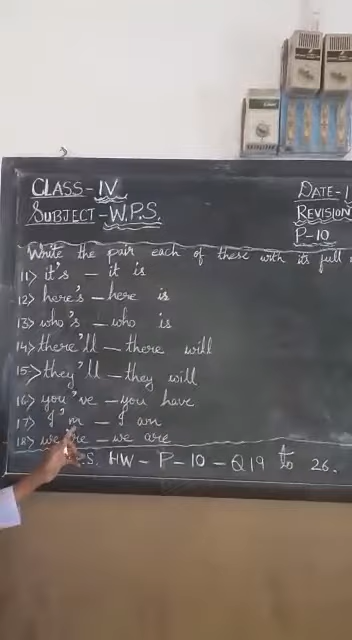 CLASS-IV
SUBJECT-W.P.S.
DATE-1
REVISION
P-10
Write the pair each of these with its full
11) it's – it is
12) here's – here is
13) who's – who is
14) there'll – there will
15) they'll – they will
16) you've – you have
17) I'm – I am
18) we're – we are
HW – P-10 – Q19 to 26.